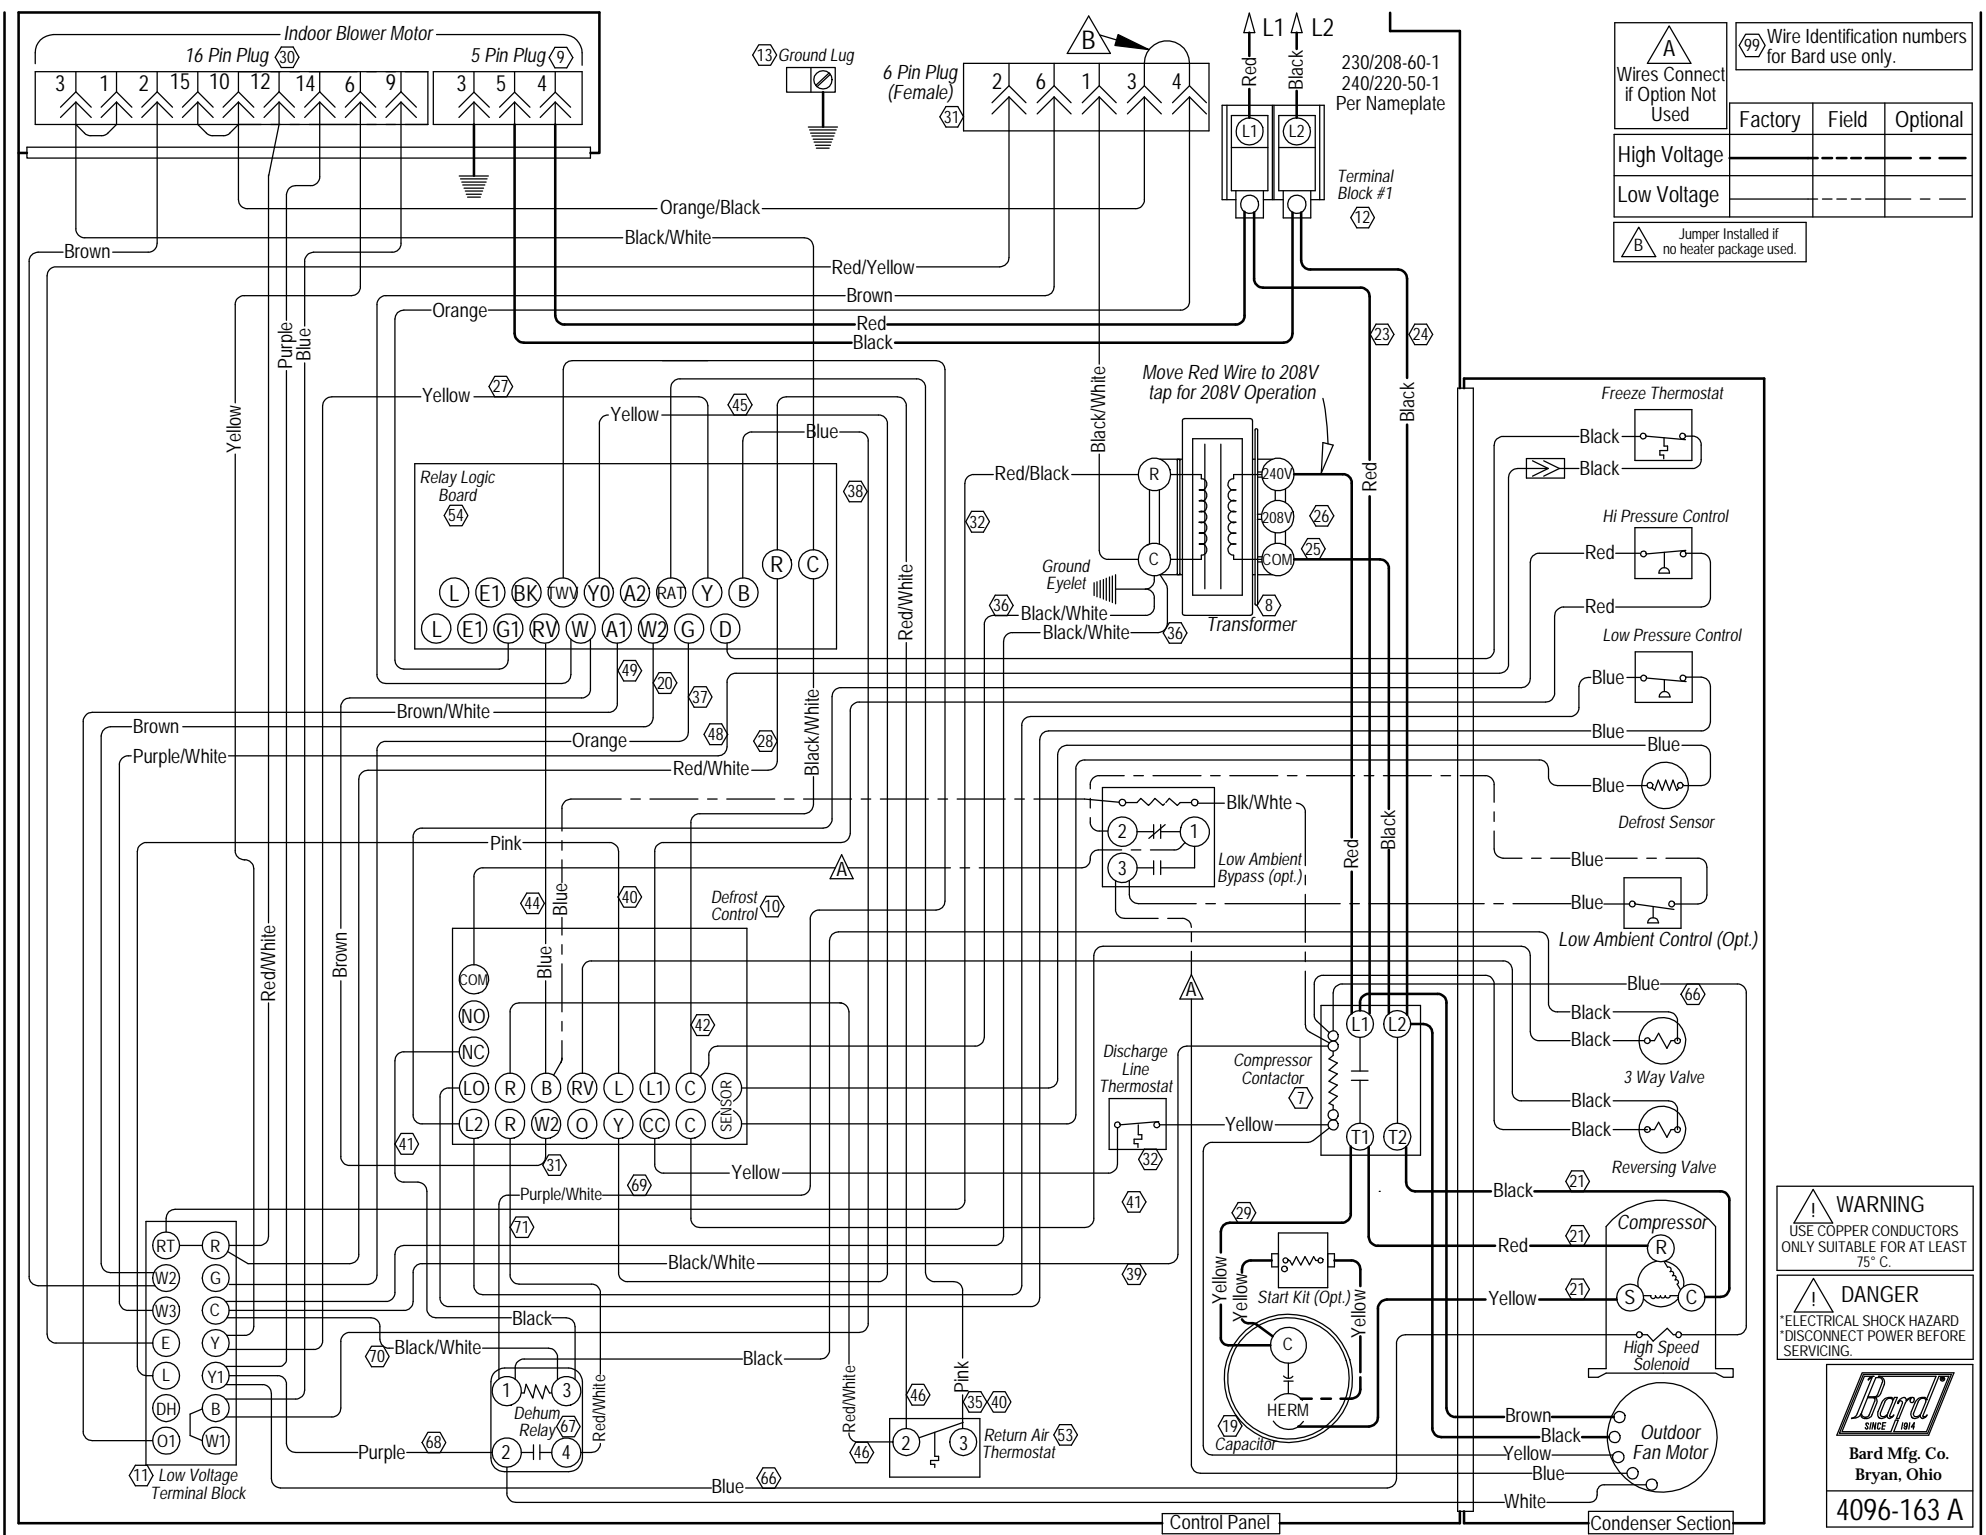 Indoor Blower Motor
16 Pin Plug 30
5 Pin Plug 9
3 1 2 15 10 12 14 6 9
3 5 4
13 Ground Lug
6 Pin Plug
(Female)
31
2 6 1 3 4
B
L1 L2
Red
Black
230/208-60-1
240/220-50-1
Per Nameplate
L1 L2
Terminal
Block #1
12
A
Wires Connect
if Option Not
Used
99 Wire Identification numbers
for Bard use only.
Factory Field Optional
High Voltage
Low Voltage
B
Jumper Installed if
no heater package used.
Orange/Black
Black/White
Brown
Red/Yellow
Brown
Orange
Red
Black
Purple
Blue
Yellow
23 24
Yellow 27
Yellow 45
Blue
Black/White
Move Red Wire to 208V
tap for 208V Operation
Black
Red
Relay Logic
Board
54
38
Red/Black
32
R
C
240V
208V
COM
26
25
8
Transformer
Ground
Eyelet
36
Black/White
Black/White
36
R C
L E1 BK TWV Y0 A2 RAT Y B
L E1 G1 RV W A1 W2 G D
Red/White
Freeze Thermostat
Black
Black
Hi Pressure Control
Red
Red
Low Pressure Control
Blue
Blue
Blue
Blue
Defrost Sensor
49
20
37
48
28
Brown/White
Brown
Orange
Purple/White
Red/White
Black/White
Blk/Whte
2 1
3
Low Ambient
Bypass (opt.)
Red
Black
Blue
Blue
Low Ambient Control (Opt.)
Pink
A
44
Blue
40
Defrost
Control
10
Blue
Red/White
Brown
COM
NO
NC
LO R B RV L L1 C SENSOR
L2 R W2 O Y CC C
42
41
31
A
Discharge
Line
Thermostat
32
Compressor
Contactor
7
L1 L2
T1 T2
Yellow
Yellow
Blue
66
Black
Black
3 Way Valve
Black
Black
Reversing Valve
Purple/White
69
71
41
Black/White
39
Black 21
Red 21
Yellow 21
Compressor
R
S C
High Speed
Solenoid
29
Yellow
Yellow
Yellow
Start Kit (Opt.)
C
HERM
19
Capacitor
RT R
W2 G
W3 C
E Y
L Y1
DH B
O1 W1
11
Low Voltage
Terminal Block
Black
70
Black/White
Black
1 3
Dehum
Relay 67
2 4
Red/White
Purple 68
Blue 66
Red/White
46
46
Pink
35 40
2 3
Return Air
Thermostat
53
Brown
Black
Yellow
Blue
White
Outdoor
Fan Motor
! WARNING
USE COPPER CONDUCTORS
ONLY SUITABLE FOR AT LEAST
75° C.
! DANGER
*ELECTRICAL SHOCK HAZARD
*DISCONNECT POWER BEFORE
SERVICING.
Bard
SINCE 1914
Bard Mfg. Co.
Bryan, Ohio
4096-163 A
Control Panel
Condenser Section